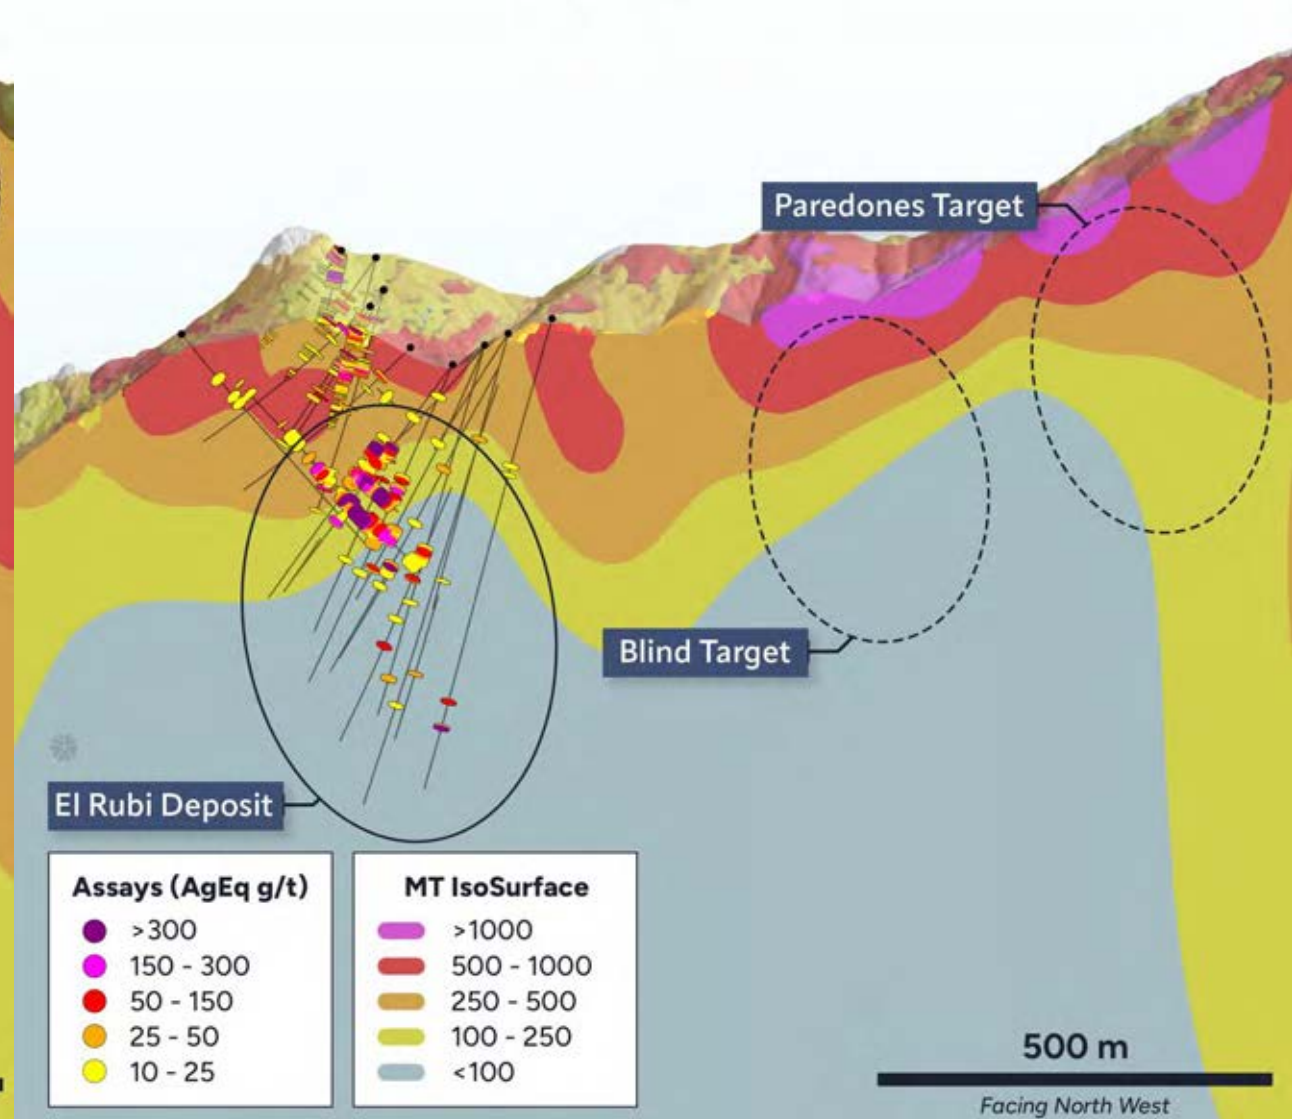 Paredones Target
Blind Target
El Rubi Deposit
Assays (AgEq g/t)
>300
150 - 300
50 - 150
25 - 50
10 - 25
MT IsoSurface
>1000
500 - 1000
250 - 500
100 - 250
<100
500 m
Facing North West